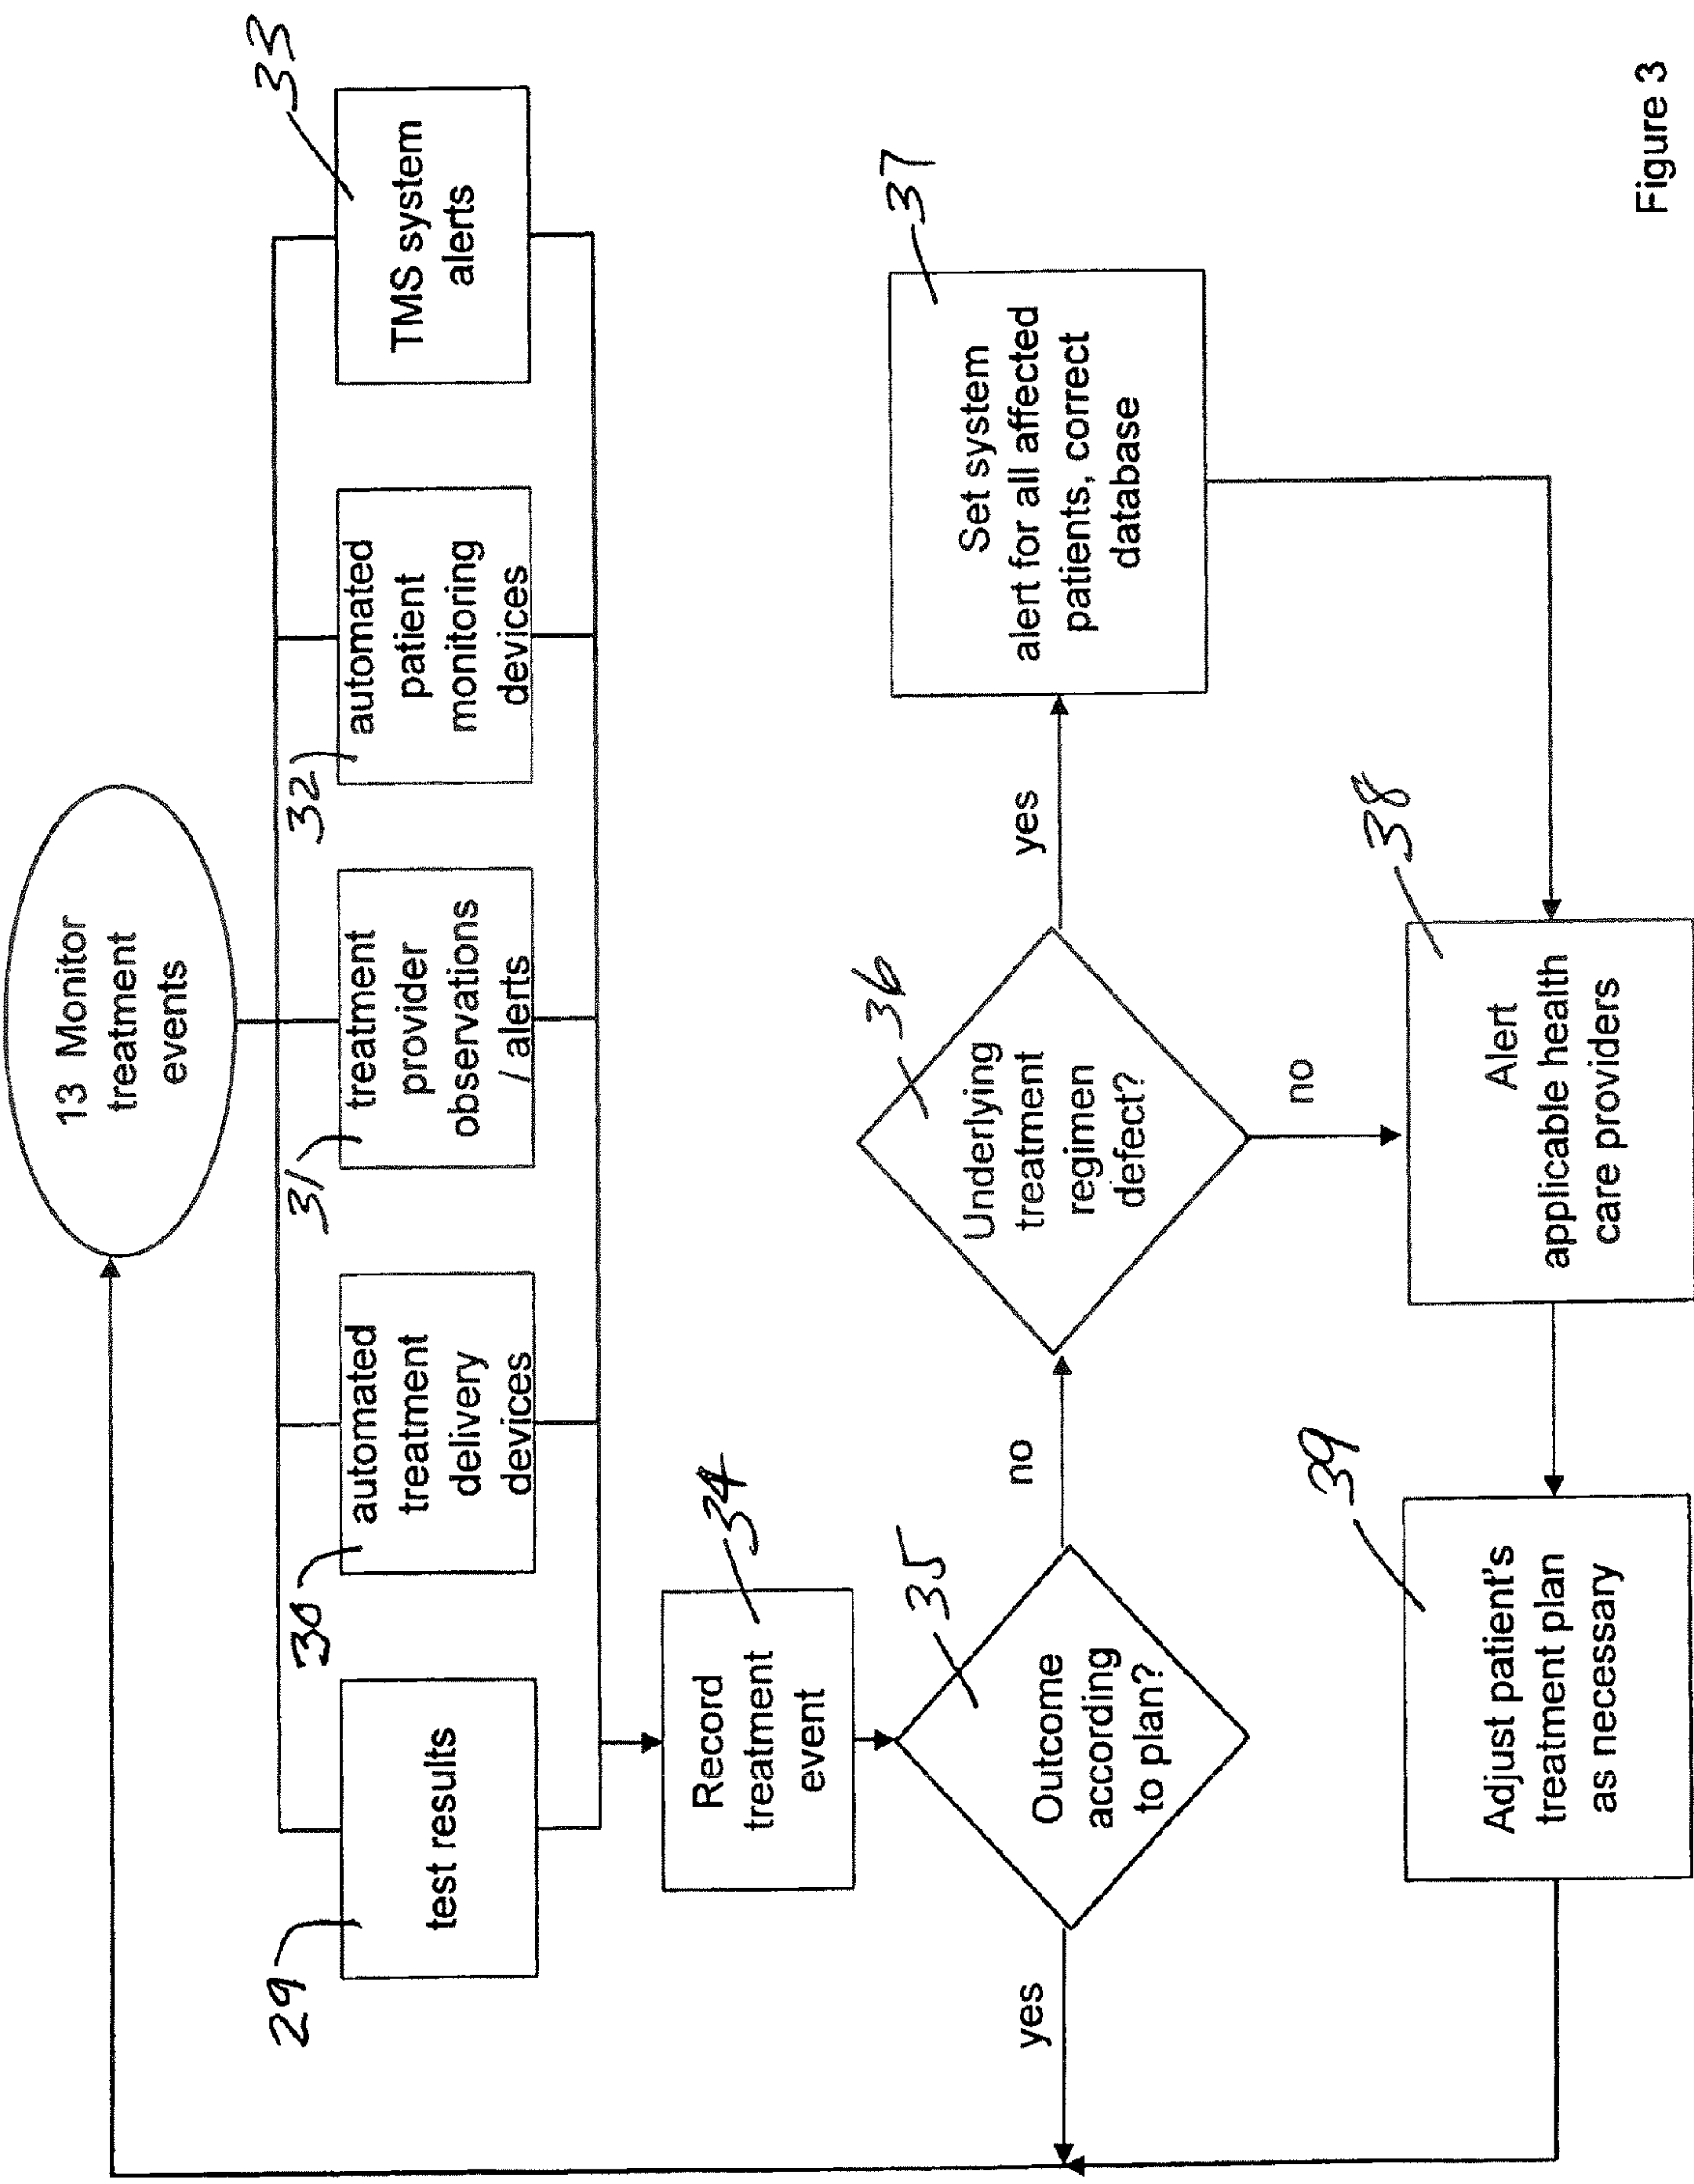 13 Monitor
treatment
events
29
test results
30
automated
treatment
delivery
devices
31
treatment
provider
observations
/ alerts
32
automated
patient
monitoring
devices
33
TMS system
alerts
34
Record
treatment
event
35
Outcome
according
to plan?
yes
no
36
Underlying
treatment
regimen
defect?
yes
no
37
Set system
alert for all affected
patients, correct
database
38
Alert
applicable health
care providers
39
Adjust patient's
treatment plan
as necessary
Figure 3